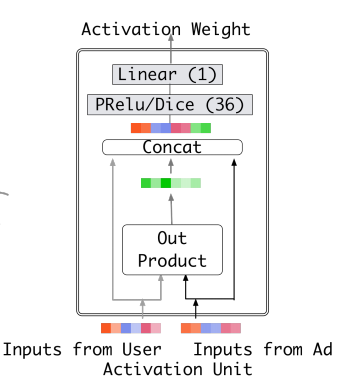 Activation Weight
Linear (1)
PRelu/Dice (36)
Concat
Out
Product
Inputs from User
Inputs from Ad
Activation Unit